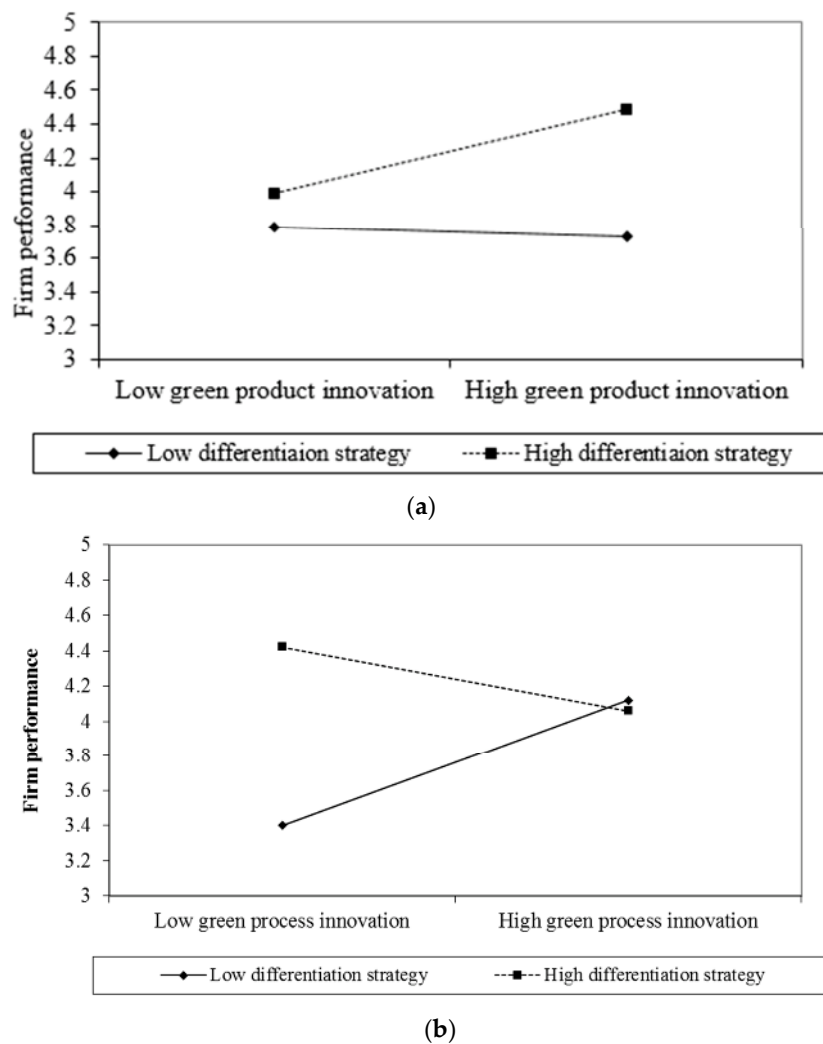 5
4.8
4.6
4.4
4.2
4
3.8
3.6
3.4
3.2
3
Firm performance
Low green product innovation High green product innovation
Low differentiaion strategy High differentiaion strategy
(a)
5
4.8
4.6
4.4
4.2
4
3.8
3.6
3.4
3.2
3
Firm performance
Low green process innovation High green process innovation
Low differentiation strategy High differentiation strategy
(b)